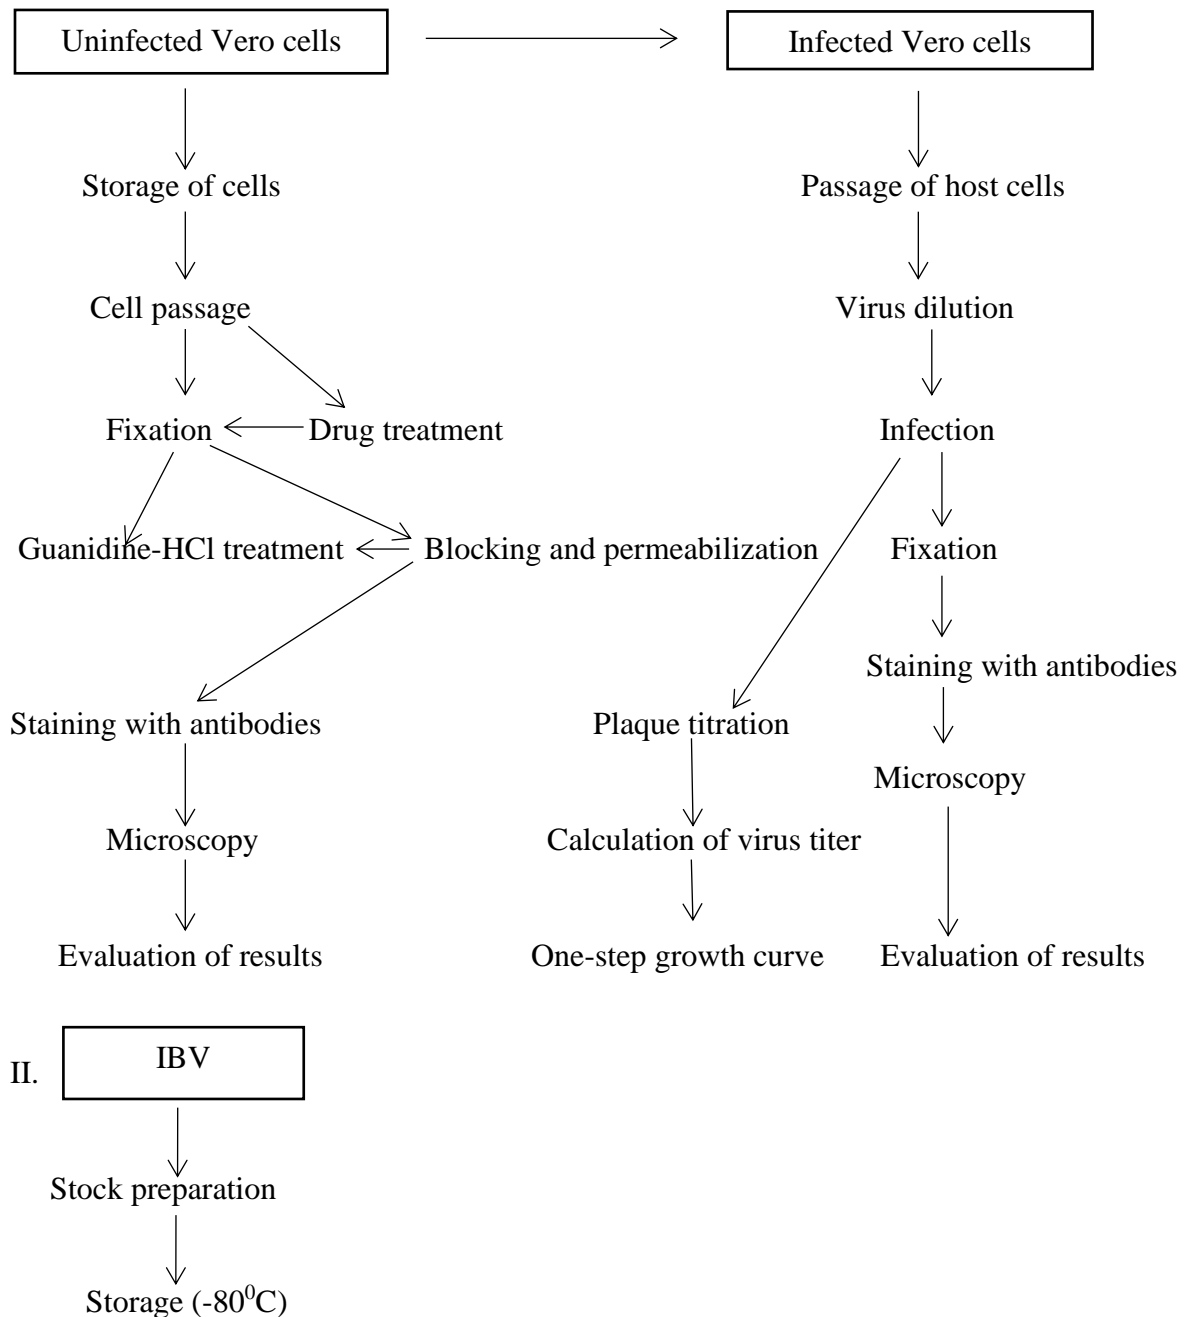 Uninfected Vero cells
Infected Vero cells
Storage of cells
Passage of host cells
Cell passage
Virus dilution
Fixation
Drug treatment
Infection
Guanidine-HCl treatment
Blocking and permeabilization
Fixation
Staining with antibodies
Staining with antibodies
Plaque titration
Microscopy
Microscopy
Calculation of virus titer
Evaluation of results
One-step growth curve
Evaluation of results
II.
IBV
Stock preparation
Storage (-80⁰C)